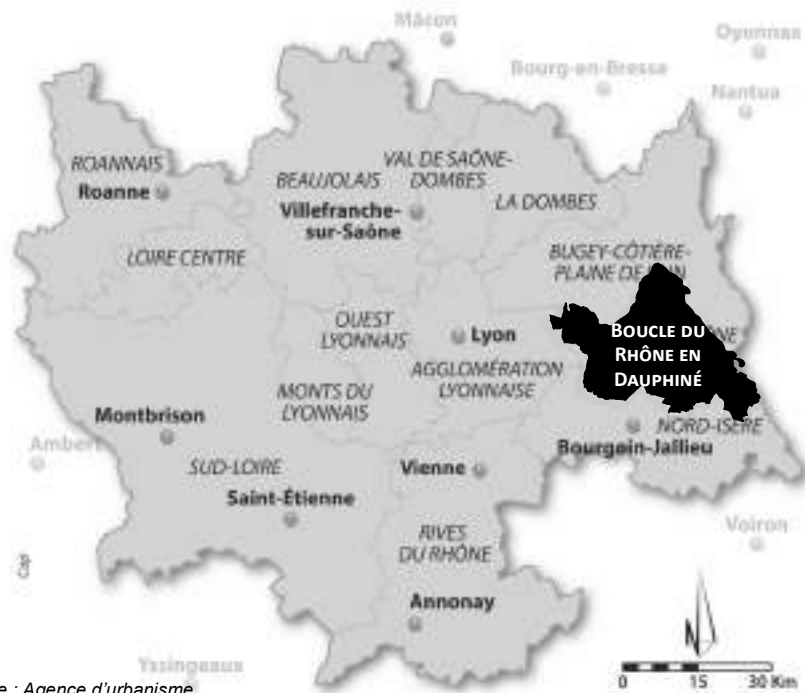 Mâcon
Oyonnax
Bourg-en-Bresse
Nantua
ROANNAIS
Roanne
BEAUJOLAIS
VAL DE SAÔNE-
DOMBES
Villefranche-
sur-Saône
LA DOMBES
LOIRE CENTRE
BUGEY-CÔTIÈRE-
PLAINE DE
OUEST
LYONNAIS
Lyon
BOUCLE DU
RHÔNE EN
DAUPHINÉ
AGGLOMÉRATION
LYONNAISE
MONTS DU
LYONNAIS
Montbrison
NORD-ISÈRE
Bourgoin-Jallieu
Ambert
SUD-LOIRE
Vienne
Saint-Étienne
Voiron
RIVES
DU RHÔNE
Annonay
N
Yssingeaux
0 15 30 Km
e : Agence d'urbanisme